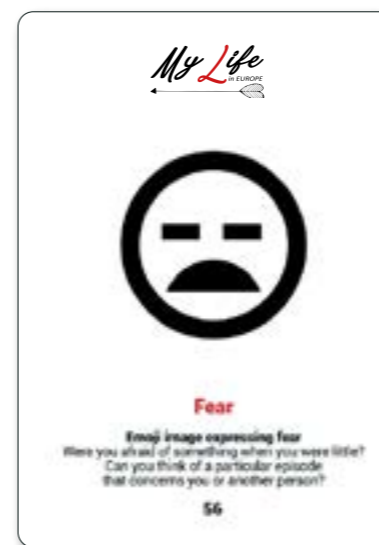 My Life
in EUROPE
Fear
Emoji image expressing fear
Were you afraid of something when you were little?
Can you think of a particular episode
that concerns you or another person?
56